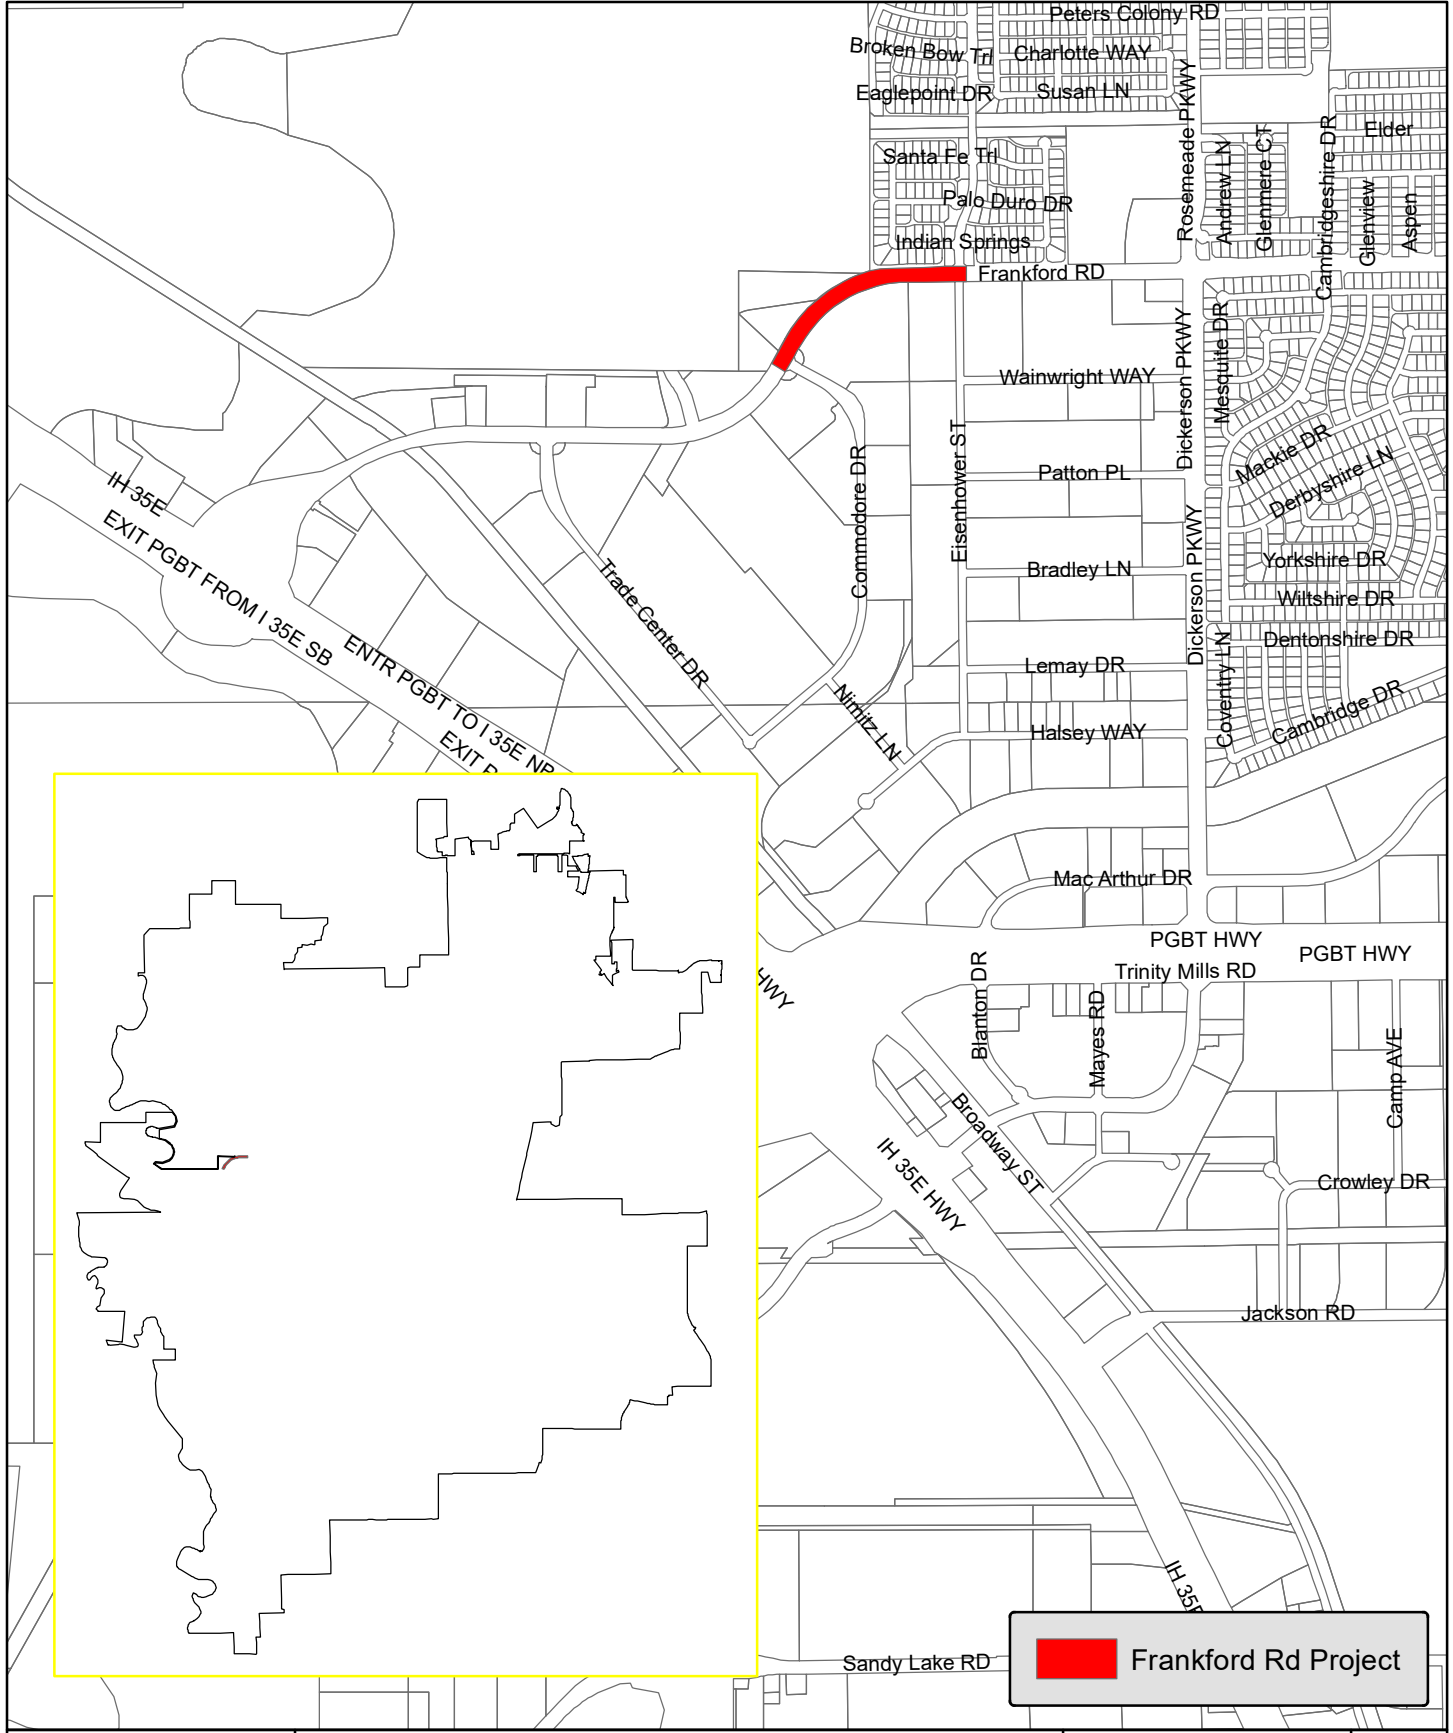 Peters Colony RD
Broken Bow Trl
Charlotte WAY
Eaglepoint DR
Susan LN
Rosemeade PKWY
Elder
Santa Fe Trl
Andrew LN
Glenmere CT
Cambridgeshire DR
Palo Duro DR
Glenview
Aspen
Indian Springs
Frankford RD
Wainwright WAY
Dickerson PKWY
Mesquite DR
Mackie DR
Derbyshire LN
Patton PL
Commodore DR
Eisenhower ST
IH 35E
EXIT PGBT FROM I 35E SB
Bradley LN
Dickerson PKWY
Yorkshire DR
Wiltshire DR
Trade Center DR
Dentonshire DR
ENTR PGBT TO I 35E NB
Lemay DR
Coventry LN
Nimitz LN
Cambridge DR
Halsey WAY
EXIT P
Mac Arthur DR
PGBT HWY
PGBT HWY
Trinity Mills RD
HWY
Blanton DR
Mayes RD
Camp AVE
Broadway ST
IH 35E HWY
Crowley DR
Jackson RD
IH 35E
Sandy Lake RD
Frankford Rd Project